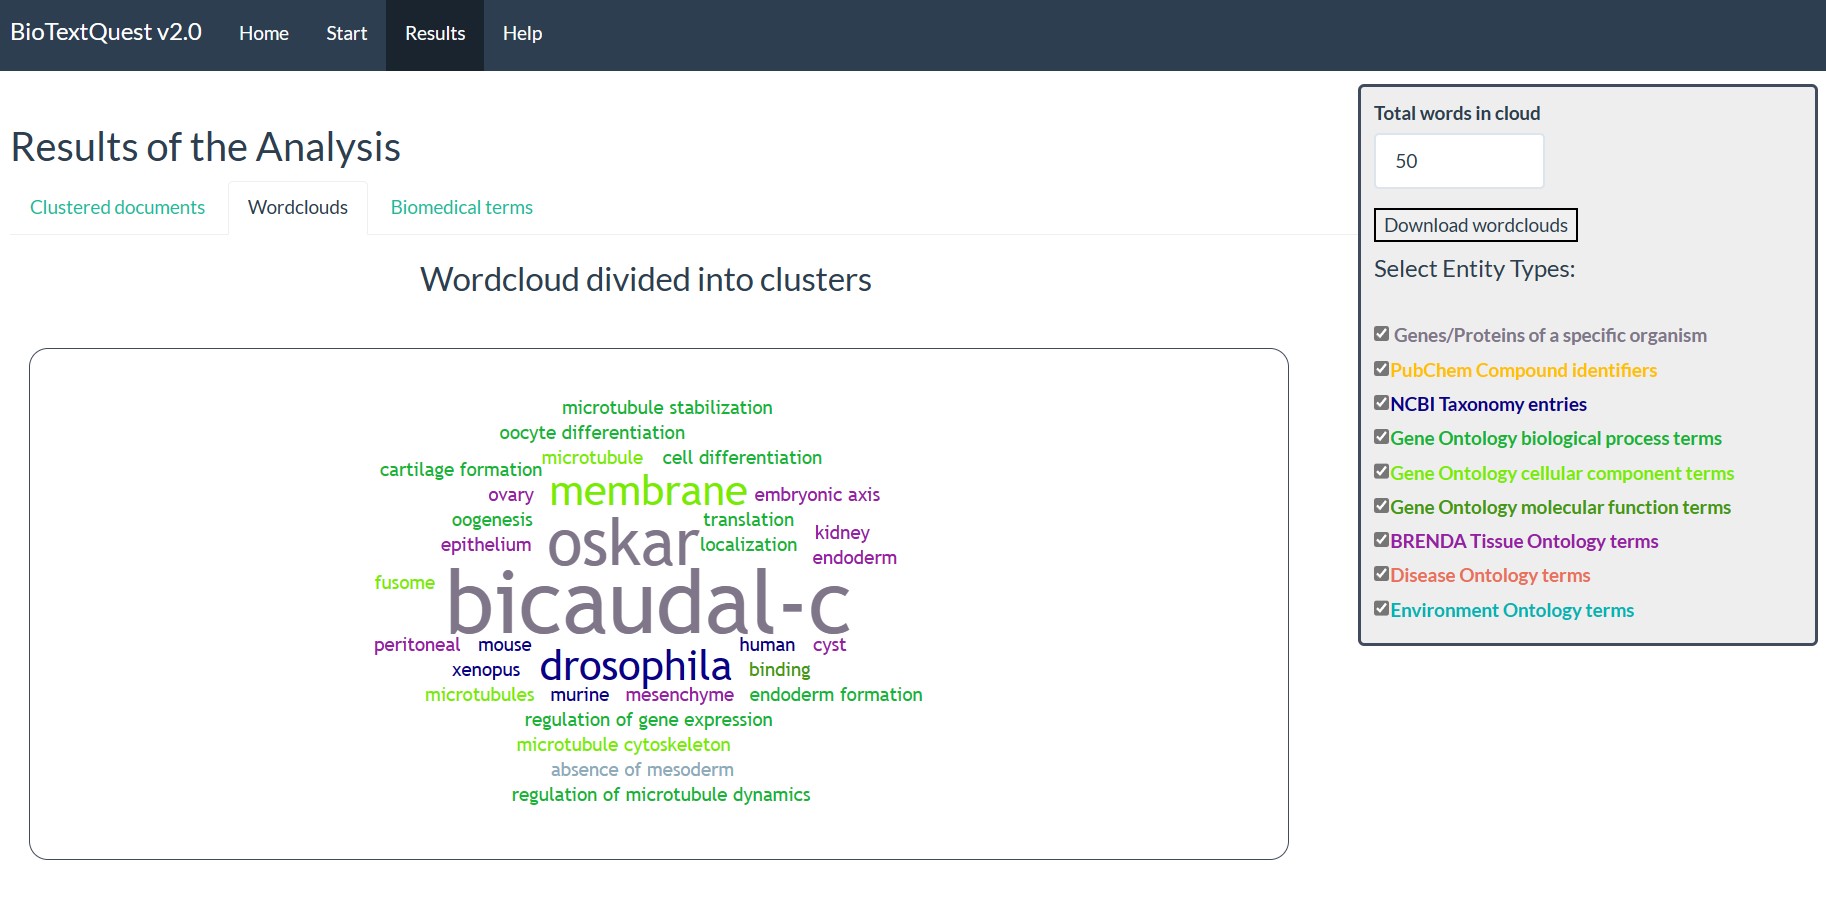 BioTextQuest v2.0 Home Start Results Help
Results of the Analysis
Clustered documents Wordclouds Biomedical terms
Wordcloud divided into clusters
microtubule stabilization
oocyte differentiation
microtubule cell differentiation
cartilage formation
ovary membrane embryonic axis
oogenesis translation
oskar kidney
epithelium localization
endoderm
fusome
bicaudal-c
peritoneal mouse human cyst
xenopus drosophila binding
microtubules murine mesenchyme endoderm formation
regulation of gene expression
microtubule cytoskeleton
absence of mesoderm
regulation of microtubule dynamics
Total words in cloud
50
Download wordclouds
Select Entity Types:
Genes/Proteins of a specific organism
PubChem Compound identifiers
NCBI Taxonomy entries
Gene Ontology biological process terms
Gene Ontology cellular component terms
Gene Ontology molecular function terms
BRENDA Tissue Ontology terms
Disease Ontology terms
Environment Ontology terms